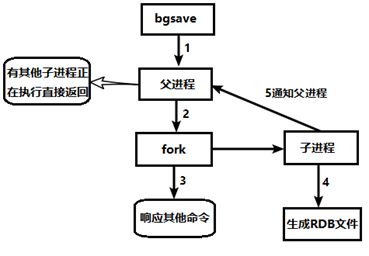 bgsave
1
有其他子进程正
在执行直接返回
父进程
5通知父进程
2
fork
子进程
3
4
响应其他命令
生成RDB文件